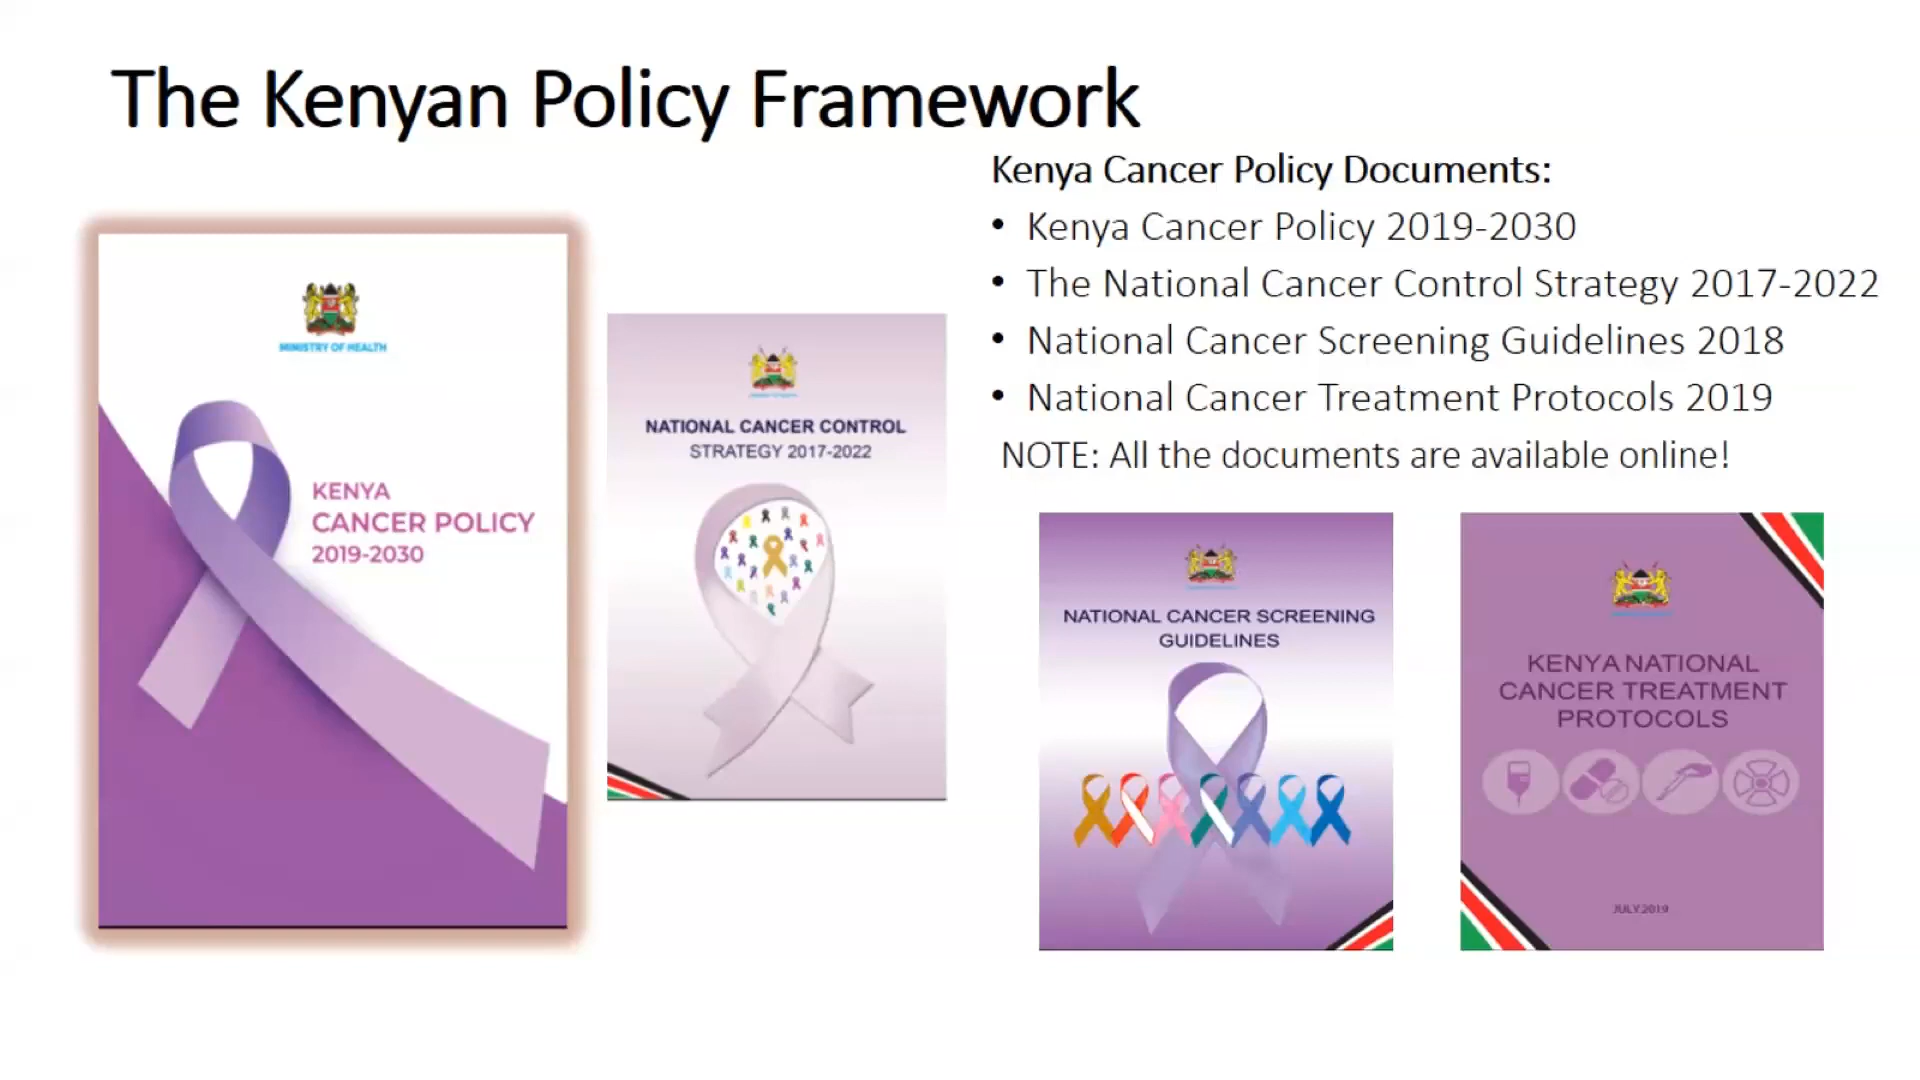 The Kenyan Policy Framework
Kenya Cancer Policy Documents:
• Kenya Cancer Policy 2019-2030
• The National Cancer Control Strategy 2017-2022
• National Cancer Screening Guidelines 2018
• National Cancer Treatment Protocols 2019
NOTE: All the documents are available online!
MINISTRY OF HEALTH
KENYA
CANCER POLICY
2019-2030
NATIONAL CANCER CONTROL
STRATEGY 2017-2022
NATIONAL CANCER SCREENING
GUIDELINES
KENYA NATIONAL
CANCER TREATMENT
PROTOCOLS
JULY 2019